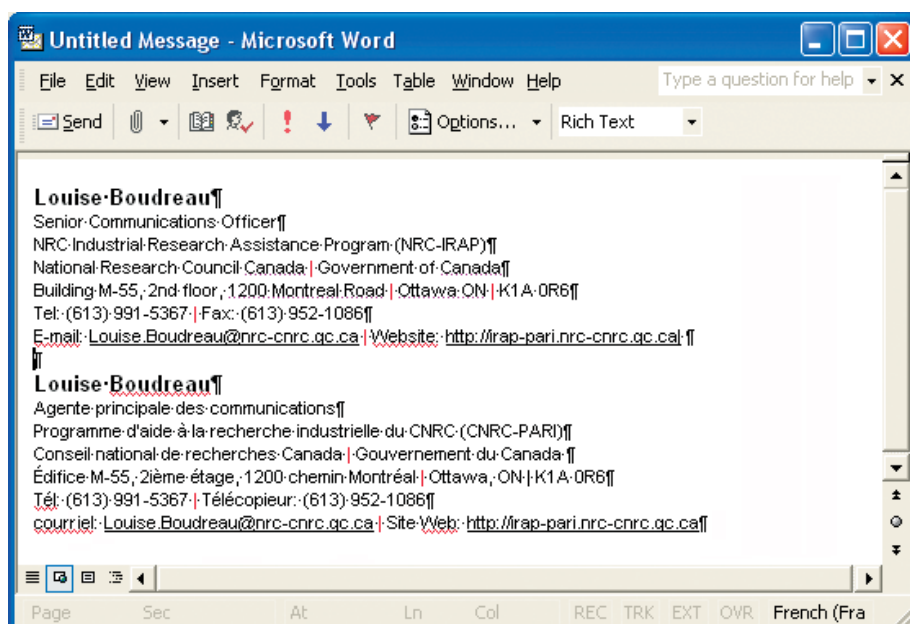 Untitled Message - Microsoft Word
File Edit View Insert Format Tools Table Window Help Type a question for help
Send Options... Rich Text
Louise·Boudreau¶
Senior·Communications·Officer¶
NRC·Industrial·Research·Assistance·Program·(NRC-IRAP)¶
National·Research·Council·Canada·|·Government·of·Canada¶
Building·M-55,·2nd·floor,·1200·Montreal·Road·|·Ottawa·ON·|·K1A·0R6¶
Tel:·(613)·991-5367·|·Fax:·(613)·952-1086¶
E-mail:·Louise.Boudreau@nrc-cnrc.gc.ca·|·Website:·http://irap-pari.nrc-cnrc.gc.ca|·¶
¶
Louise·Boudreau¶
Agente·principale·des·communications¶
Programme·d'aide·à·la·recherche·industrielle·du·CNRC·(CNRC-PARI)¶
Conseil·national·de·recherches·Canada·|·Gouvernement·du·Canada·¶
Édifice·M-55,·2ième·étage,·1200·chemin·Montréal·|·Ottawa,·ON·|·K1A·0R6¶
Tél:·(613)·991-5367·|·Télécopieur:·(613)·952-1086¶
courriel:·Louise.Boudreau@nrc-cnrc.gc.ca·|·Site·Web:·http://irap-pari.nrc-cnrc.gc.ca¶
Page Sec At Ln Col REC TRK EXT OVR French (Fra